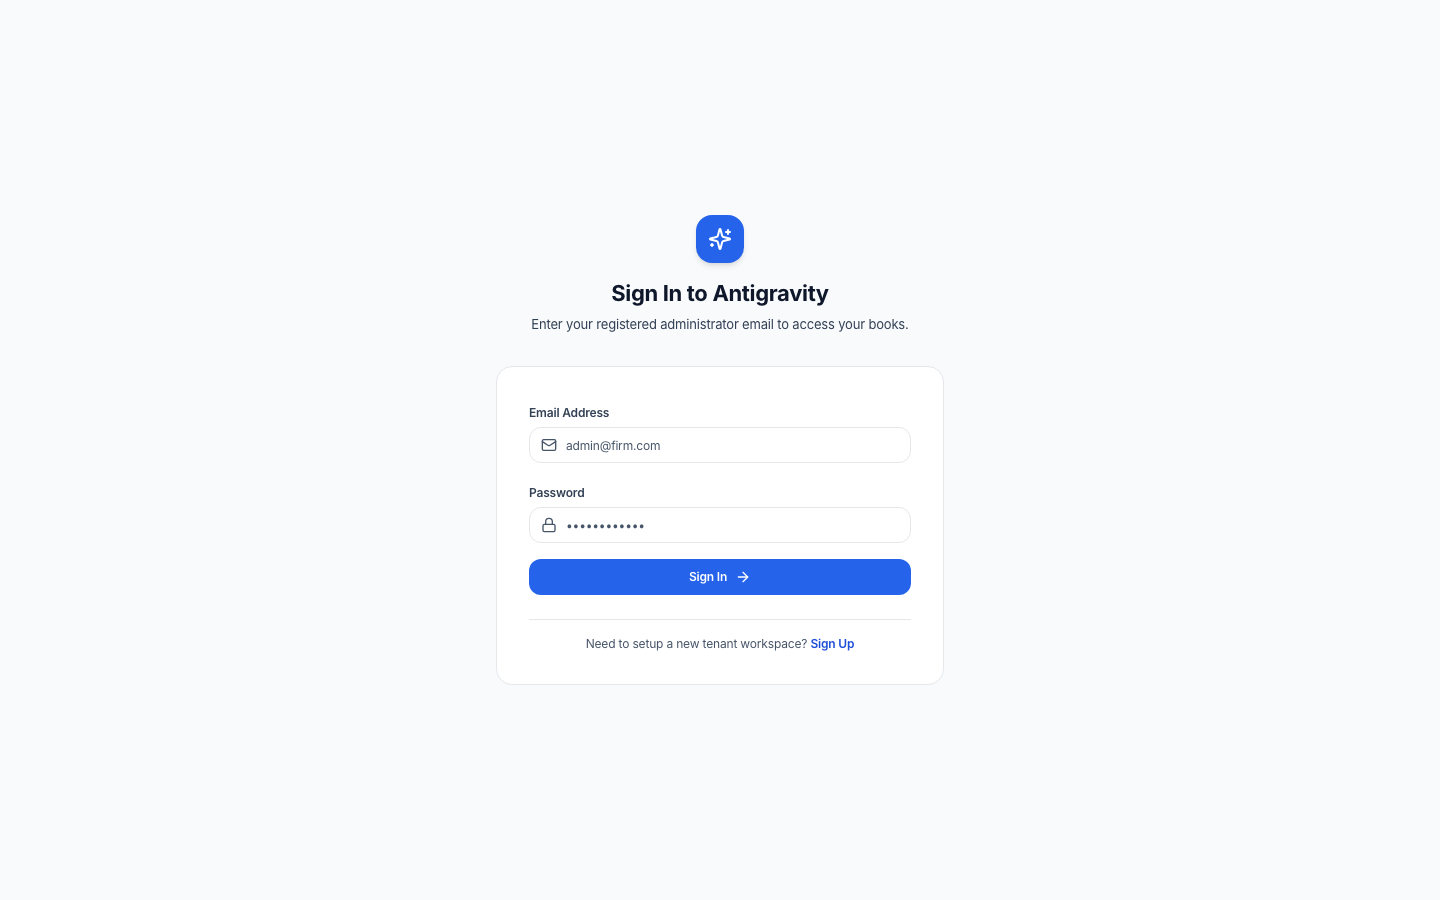 Sign In to Antigravity
Enter your registered administrator email to access your books.
Email Address
admin@firm.com
Password
••••••••••••
Sign In
Need to setup a new tenant workspace? Sign Up